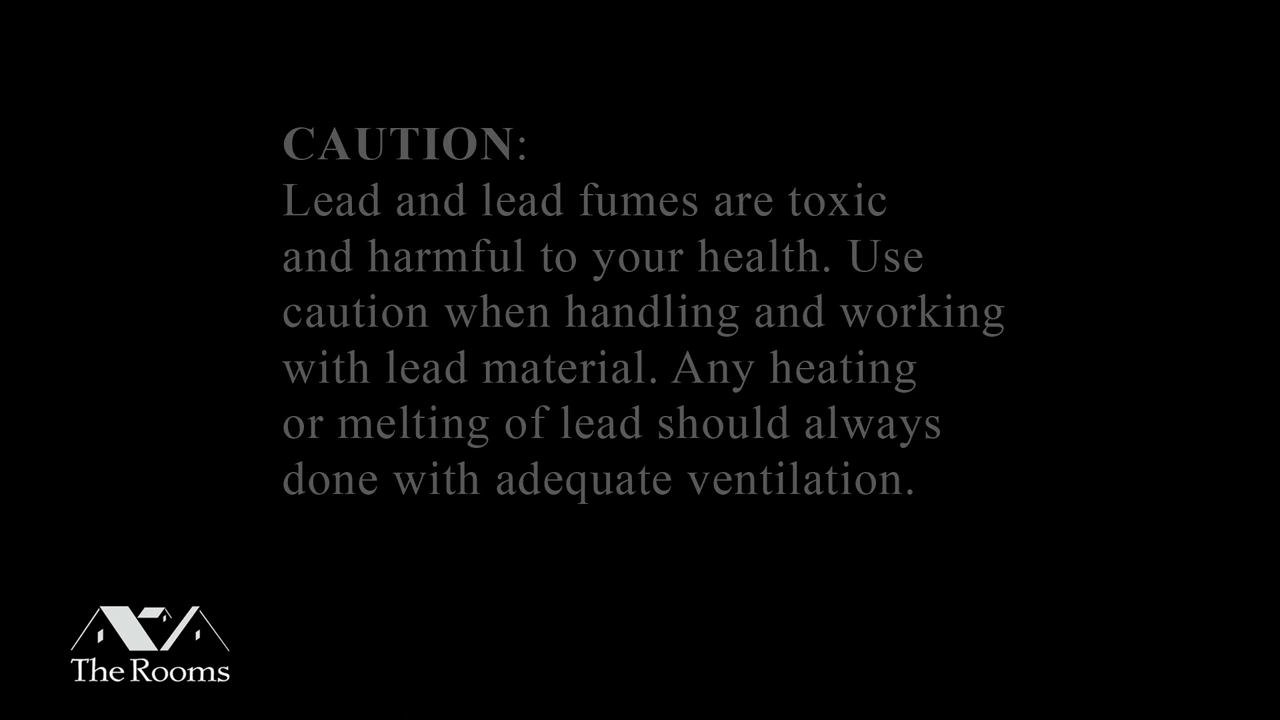 CAUTION:
Lead and lead fumes are toxic
and harmful to your health. Use
caution when handling and working
with lead material. Any heating
or melting of lead should always
done with adequate ventilation.
The Rooms